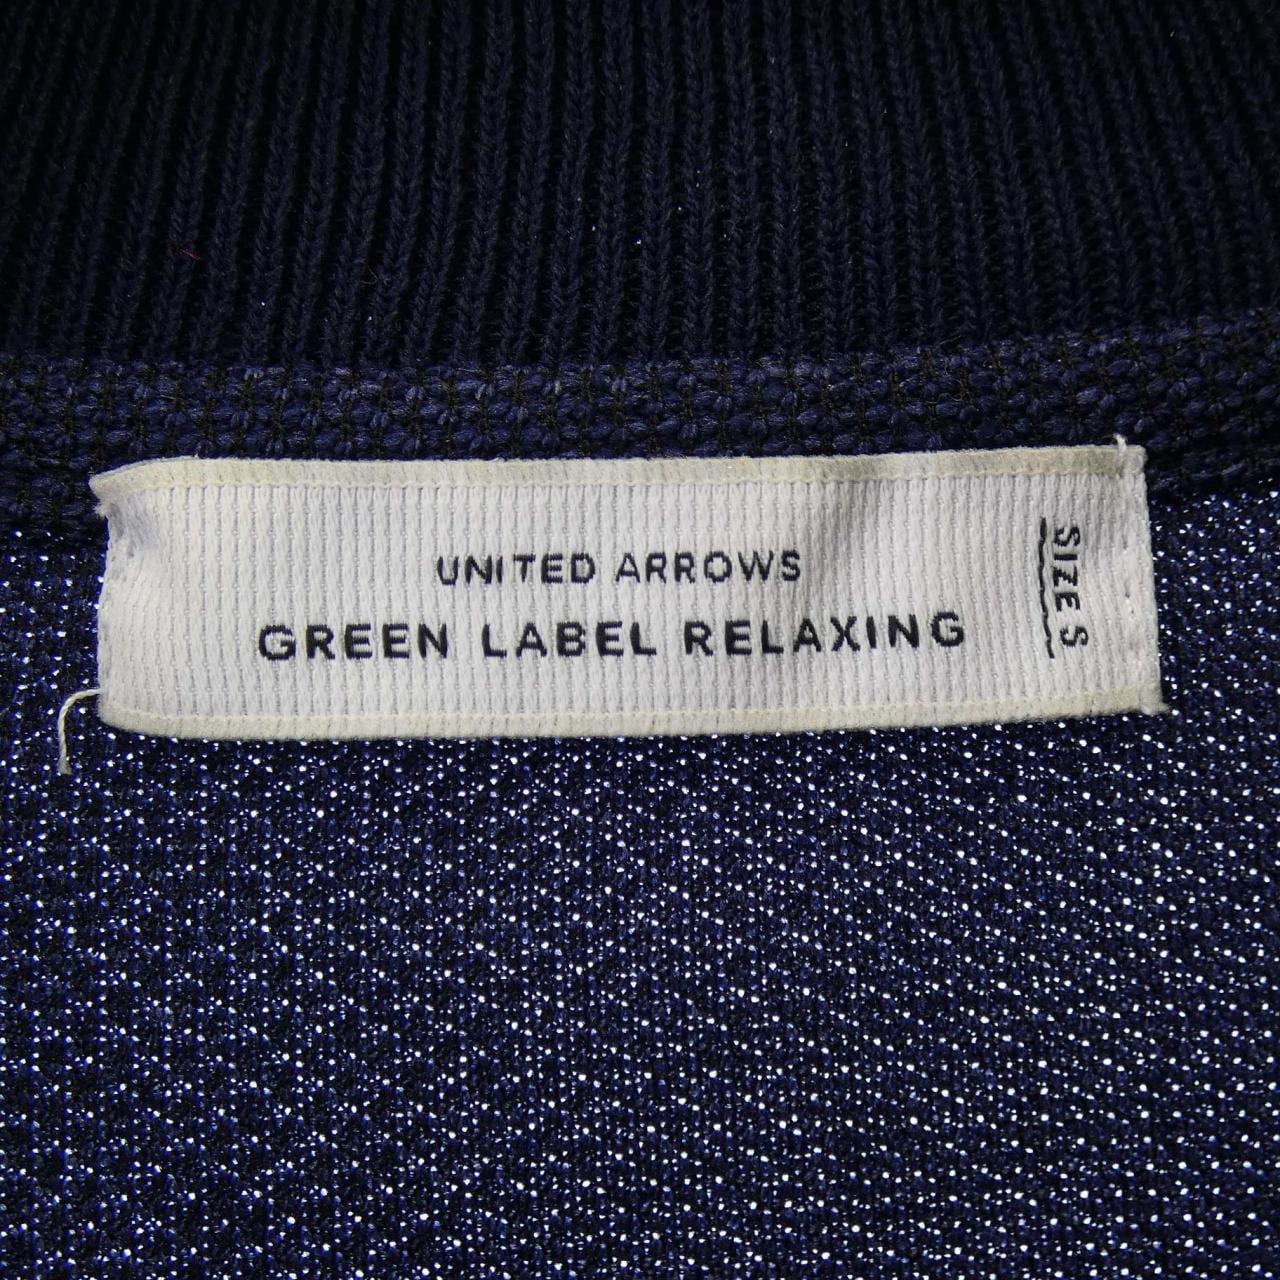 UNITED ARROWS
GREEN LABEL RELAXING
SIZE S